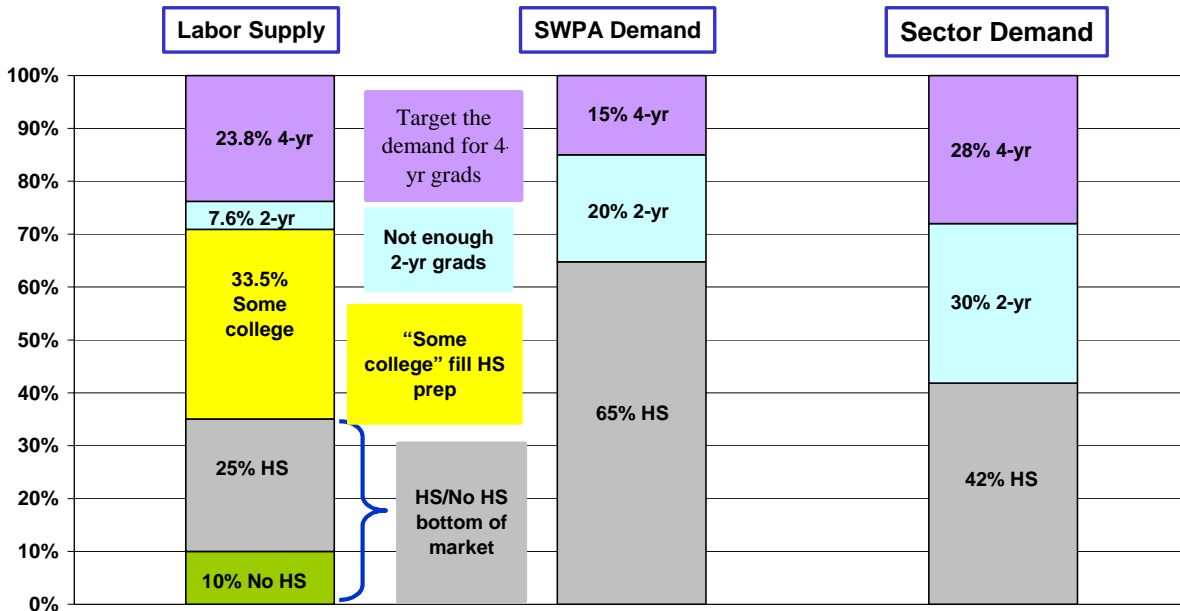 Labor Supply
SWPA Demand
Sector Demand
100%
90%
80%
70%
60%
50%
40%
30%
20%
10%
0%
23.8% 4-yr
7.6% 2-yr
33.5%
Some
college
25% HS
10% No HS
Target the
demand for 4-
yr grads
Not enough
2-yr grads
“Some
college” fill HS
prep
HS/No HS
bottom of
market
15% 4-yr
20% 2-yr
65% HS
28% 4-yr
30% 2-yr
42% HS